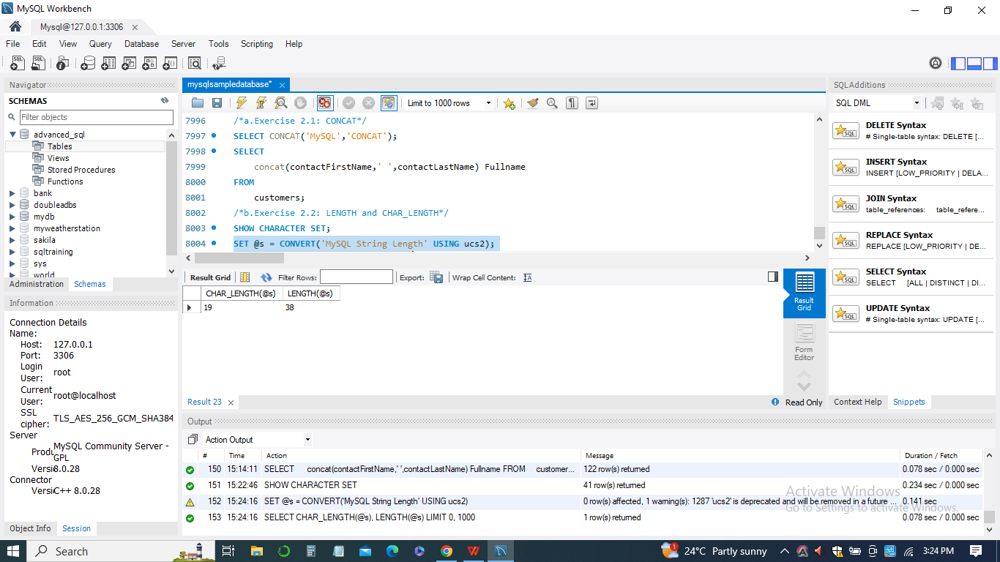 MySQL Workbench
Mysql@127.0.0.1:3306
File Edit View Query Database Server Tools Scripting Help
Navigator
SCHEMAS
Filter objects
advanced_sql
Tables
Views
Stored Procedures
Functions
bank
doubleadbs
mydb
myweatherstation
sakila
sqltraining
sys
world
Administration Schemas
Information
Connection Details
Name:
Host: 127.0.0.1
Port: 3306
Login User: root
Current User: root@localhost
SSL cipher: TLS_AES_256_GCM_SHA384
Server
Produ MySQL Community Server - GPL
Versi 8.0.28
Connector
Versi C++ 8.0.28
Object Info Session
mysqlsampledatabase*
Limit to 1000 rows
7996 /*a.Exercise 2.1: CONCAT*/
7997 SELECT CONCAT('MySQL','CONCAT');
7998 SELECT
7999 concat(contactFirstName,' ',contactLastName) Fullname
8000 FROM
8001 customers;
8002 /*b.Exercise 2.2: LENGTH and CHAR_LENGTH*/
8003 SHOW CHARACTER SET;
8004 SET @s = CONVERT('MySQL String Length' USING ucs2);
Result Grid Filter Rows: Export: Wrap Cell Content:
CHAR_LENGTH(@s) LENGTH(@s)
19 38
Result Grid
Form Editor
Result 23
Read Only
Output
Action Output
# Time Action Message Duration / Fetch
150 15:14:11 SELECT concat(contactFirstName,' ',contactLastName) Fullname FROM customer... 122 row(s) returned 0.078 sec / 0.000 sec
151 15:22:46 SHOW CHARACTER SET 41 row(s) returned 0.234 sec / 0.000 sec
152 15:24:16 SET @s = CONVERT('MySQL String Length' USING ucs2) 0 row(s) affected, 1 warning(s): 1287 'ucs2' is deprecated and will be removed in a future ... 0.141 sec
153 15:24:16 SELECT CHAR_LENGTH(@s), LENGTH(@s) LIMIT 0, 1000 1 row(s) returned 0.078 sec / 0.000 sec
SQLAdditions
SQL DML
DELETE Syntax
# Single-table syntax: DELETE [...
INSERT Syntax
INSERT [LOW_PRIORITY | DELA...
JOIN Syntax
table_references: table_refere...
REPLACE Syntax
REPLACE [LOW_PRIORITY | DE...
SELECT Syntax
SELECT [ALL | DISTINCT | DI...
UPDATE Syntax
# Single-table syntax: UPDATE [...
Context Help Snippets
Activate Windows
Go to Settings to activate Windows.
Search
1
24°C Partly sunny
3:24 PM